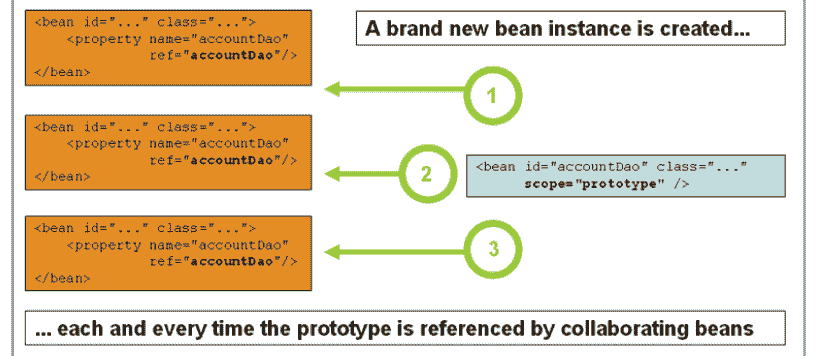 <bean id="..." class="...">
    <property name="accountDao"
              ref="accountDao"/>
</bean>
A brand new bean instance is created...
1
<bean id="..." class="...">
    <property name="accountDao"
              ref="accountDao"/>
</bean>
2
<bean id="accountDao" class="..."
      scope="prototype" />
<bean id="..." class="...">
    <property name="accountDao"
              ref="accountDao"/>
</bean>
3
... each and every time the prototype is referenced by collaborating beans